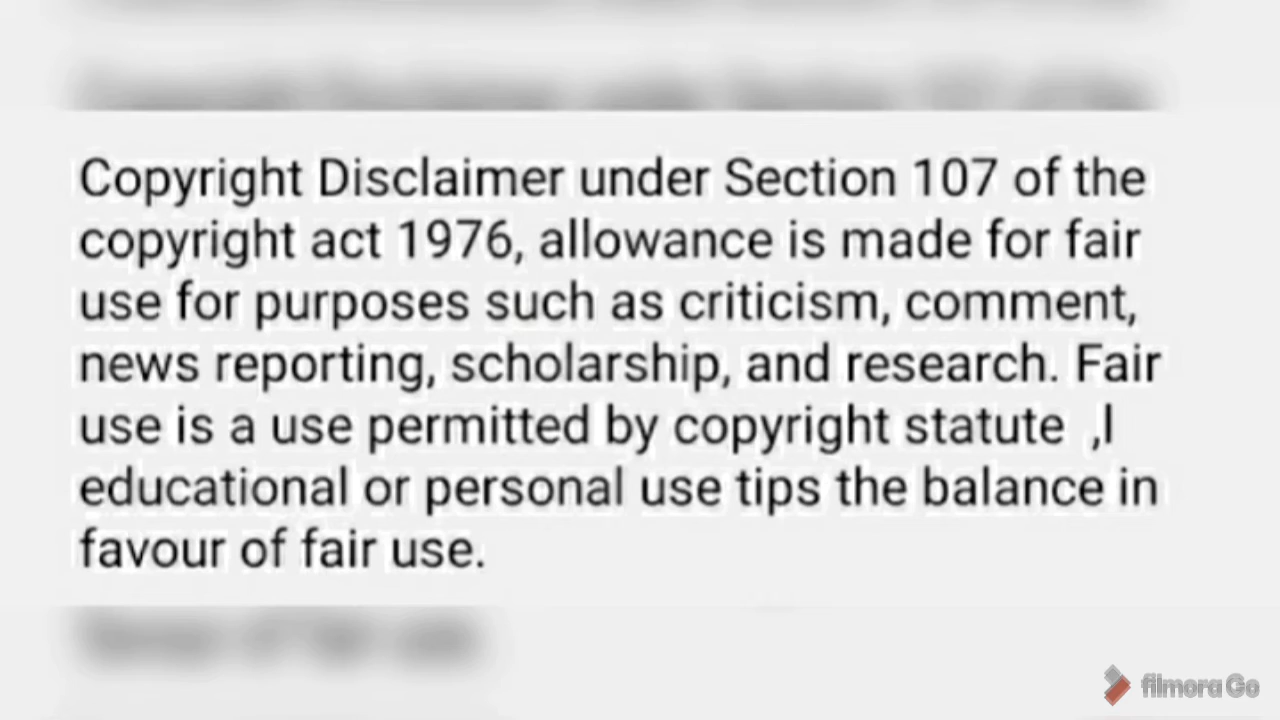 Copyright Disclaimer under Section 107 of the
copyright act 1976, allowance is made for fair
use for purposes such as criticism, comment,
news reporting, scholarship, and research. Fair
use is a use permitted by copyright statute  ,l
educational or personal use tips the balance in
favour of fair use.
filmora Go